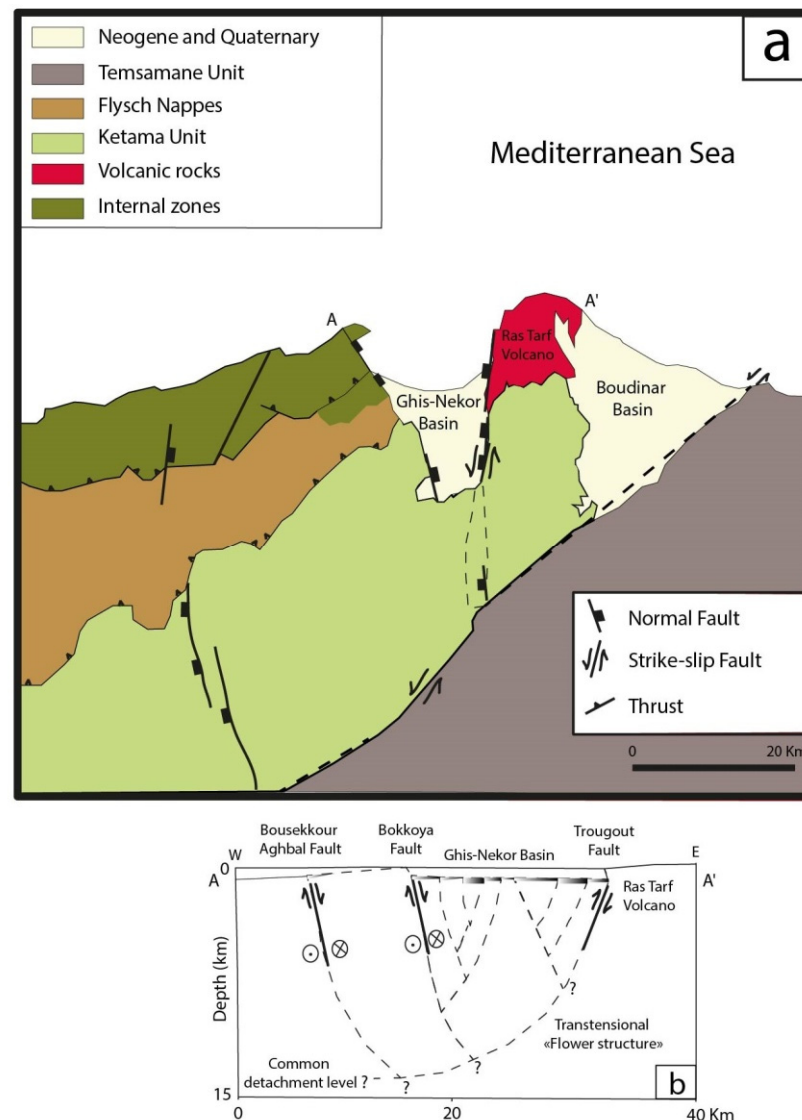 a
Neogene and Quaternary
Temsamane Unit
Flysch Nappes
Ketama Unit
Volcanic rocks
Internal zones
Mediterranean Sea
A
A'
Ras Tarf
Volcano
Ghis-Nekor
Basin
Boudinar
Basin
Normal Fault
Strike-slip Fault
Thrust
0
20 Km
Bousekkour
Aghbal Fault
Bokkoya
Fault
Ghis-Nekor Basin
Trougout
Fault
W
E
0
A
A'
Ras Tarf
Volcano
Depth (km)
?
Transtensional
«Flower structure»
Common
detachment level ?
?
?
b
15
0
20
40 Km